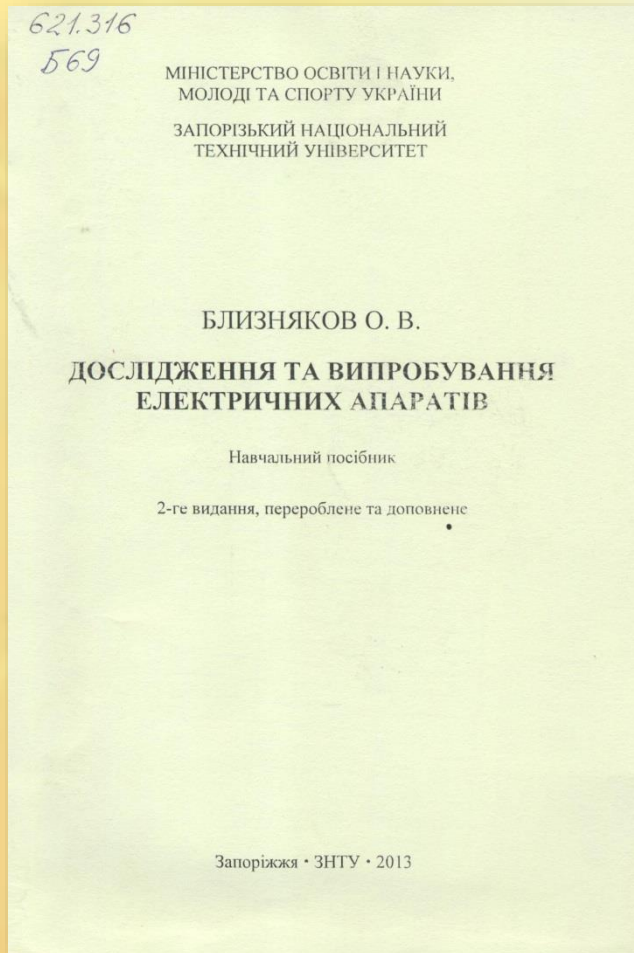 621.316
Б69
МІНІСТЕРСТВО ОСВІТИ І НАУКИ,
МОЛОДІ ТА СПОРТУ УКРАЇНИ
ЗАПОРІЗЬКИЙ НАЦІОНАЛЬНИЙ
ТЕХНІЧНИЙ УНІВЕРСИТЕТ
БЛИЗНЯКОВ О. В.
ДОСЛІДЖЕННЯ ТА ВИПРОБУВАННЯ
ЕЛЕКТРИЧНИХ АПАРАТІВ
Навчальний посібник
2-ге видання, перероблене та доповнене
Запоріжжя • ЗНТУ • 2013